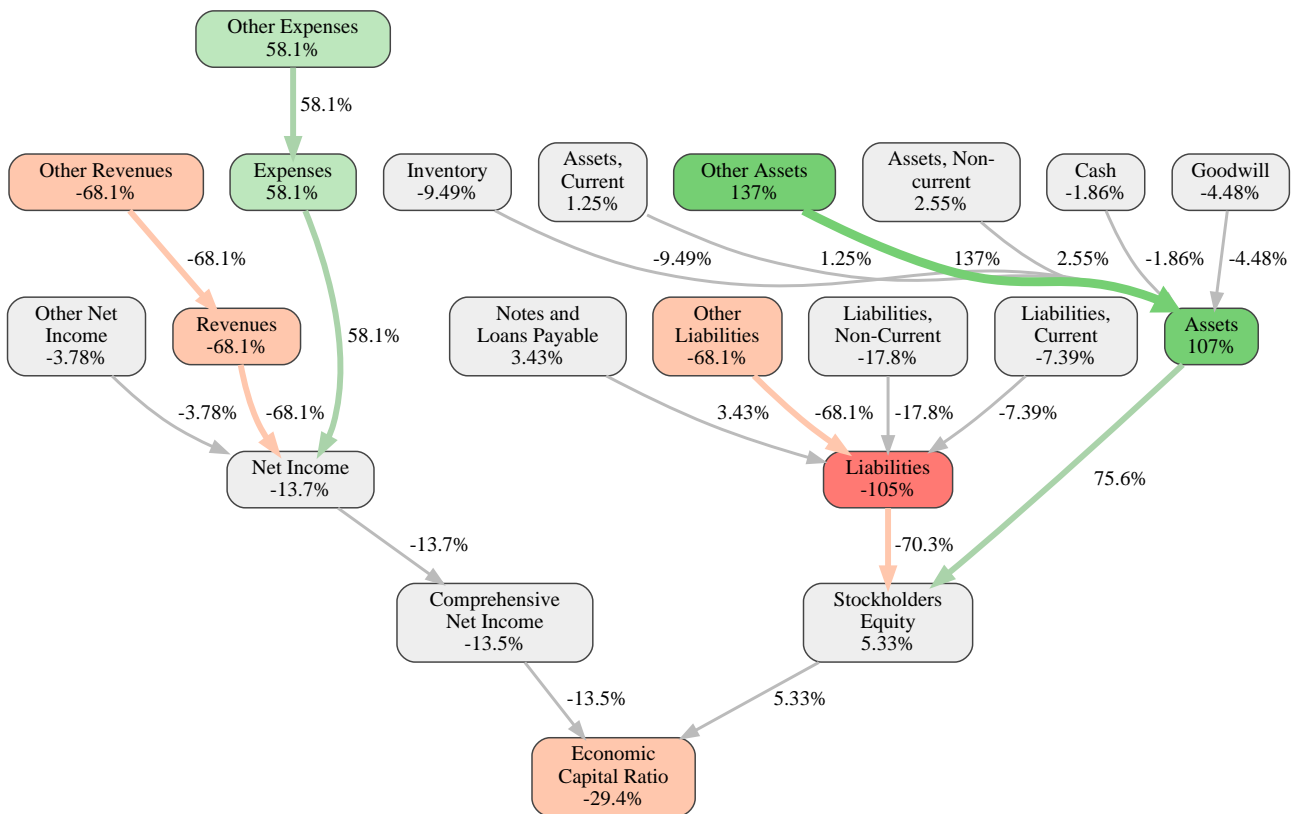 Other Expenses
58.1%
58.1%
Other Revenues
-68.1%
Expenses
58.1%
Inventory
-9.49%
Assets,
Current
1.25%
Other Assets
137%
Assets, Non-
current
2.55%
Cash
-1.86%
Goodwill
-4.48%
-68.1%
-9.49%
1.25%
137%
2.55%
-1.86%
-4.48%
Other Net
Income
-3.78%
Revenues
-68.1%
58.1%
Notes and
Loans Payable
3.43%
Other
Liabilities
-68.1%
Liabilities,
Non-Current
-17.8%
Liabilities,
Current
-7.39%
Assets
107%
-3.78%
-68.1%
3.43%
-68.1%
-17.8%
-7.39%
Net Income
-13.7%
Liabilities
-105%
75.6%
-13.7%
-70.3%
Comprehensive
Net Income
-13.5%
Stockholders
Equity
5.33%
-13.5%
5.33%
Economic
Capital Ratio
-29.4%